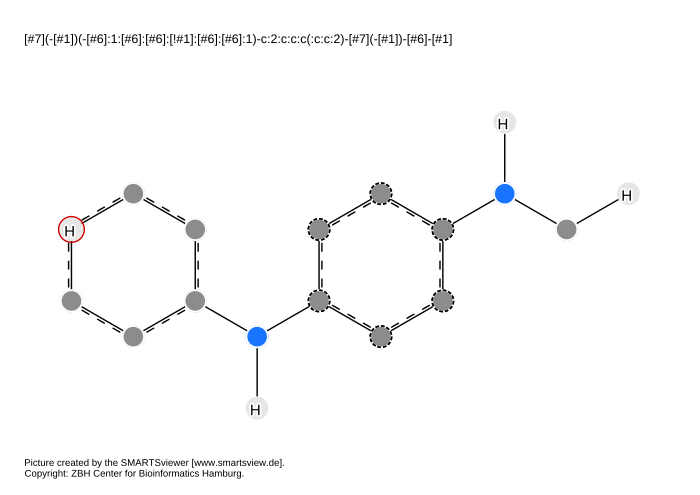 [#7](-[#1])(-[#6]:1:[#6]:[#6]:[!#1]:[#6]:[#6]:1)-c:2:c:c:c(:c:c:2)-[#7](-[#1])-[#6]-[#1]
H
H
H
H
Picture created by the SMARTSviewer [www.smartsview.de].
Copyright: ZBH Center for Bioinformatics Hamburg.